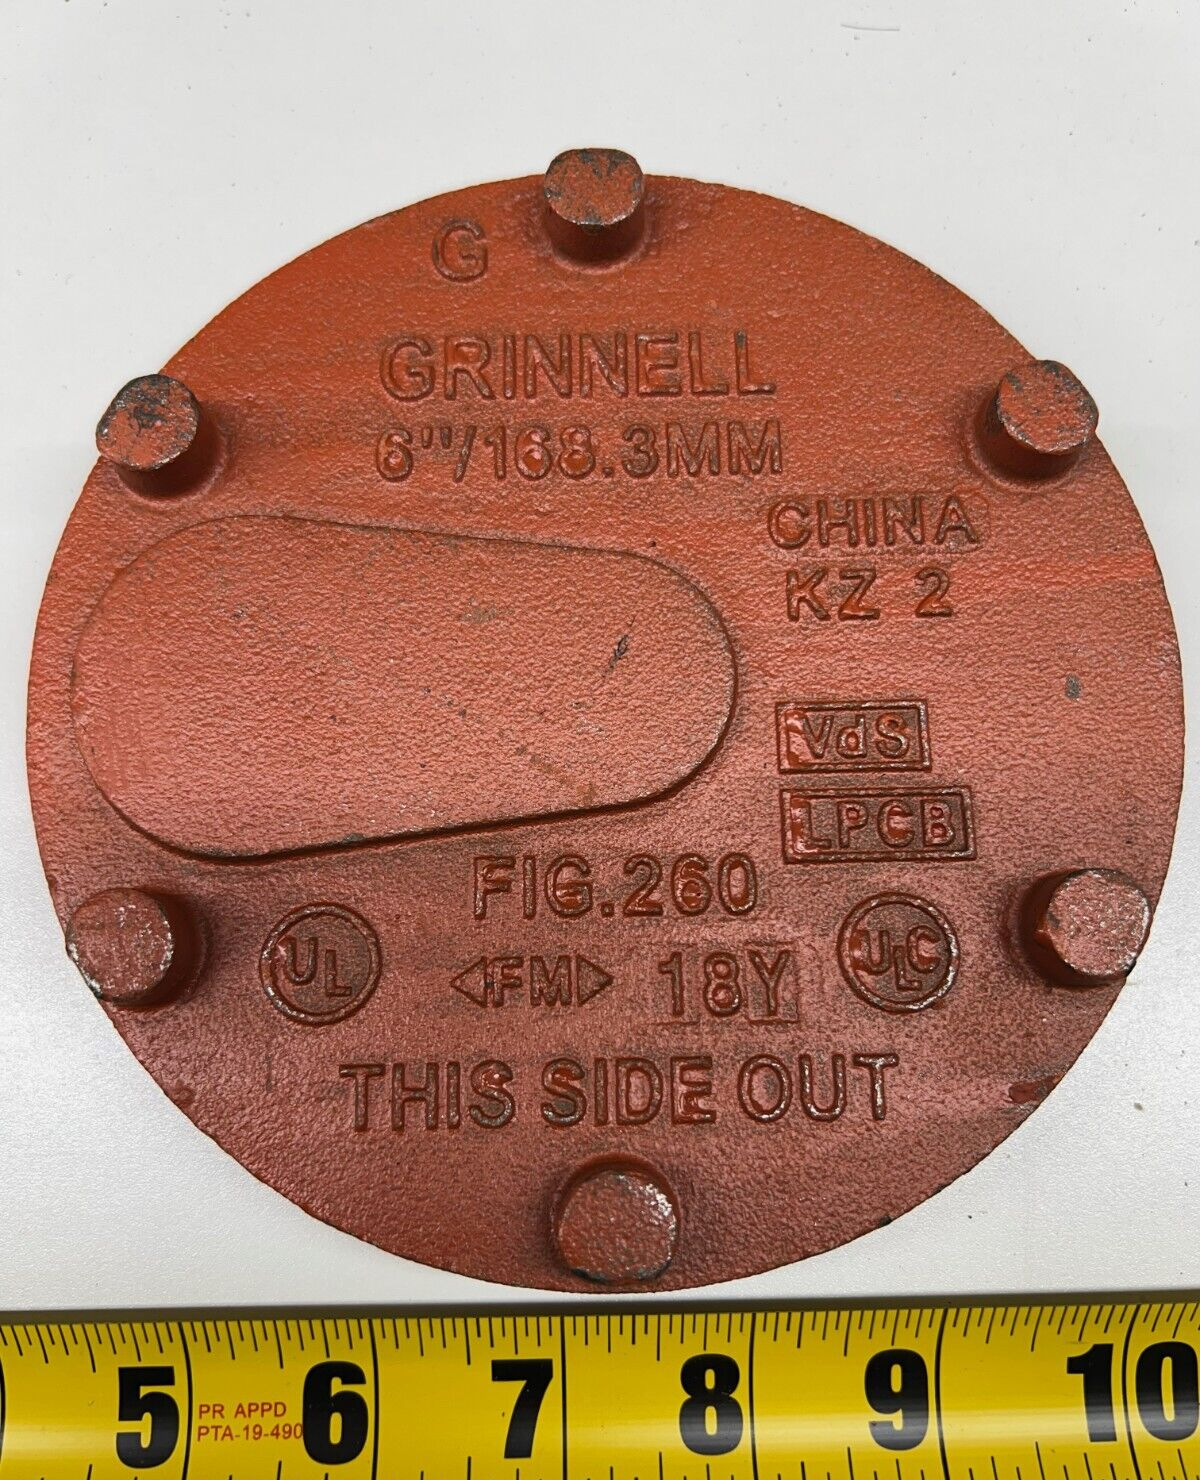 G
GRINNELL
6"/168.3MM
CHINA
KZ 2
VdS
LPCB
FIG.260
UL
FM
18Y
ULC
THIS SIDE OUT
5 6 7 8 9 10 10
PR APPD
PTA-19-490